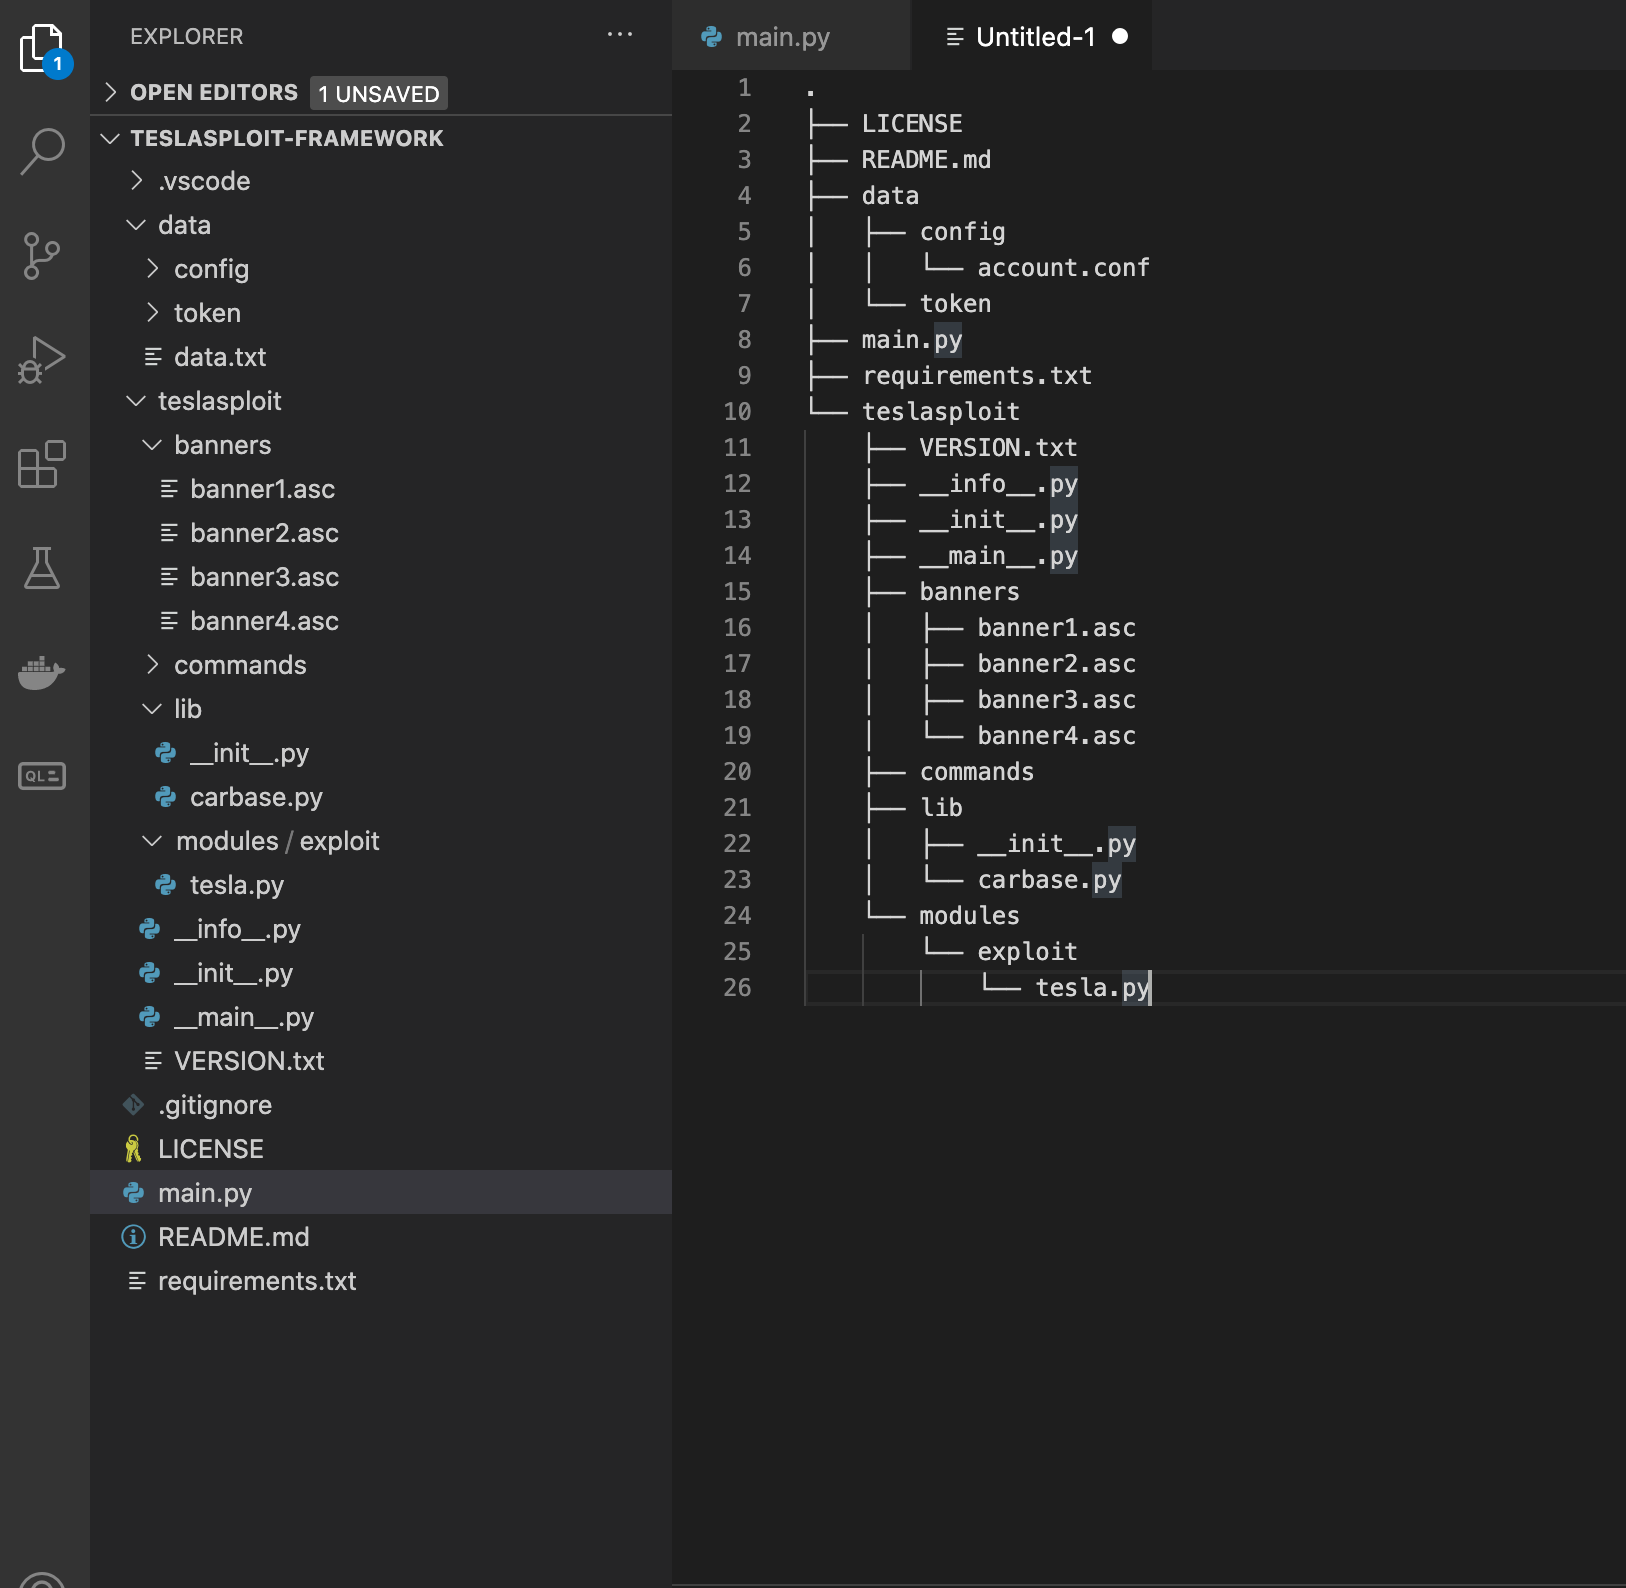 EXPLORER ...
OPEN EDITORS 1 UNSAVED
TESLASPLOIT-FRAMEWORK
.vscode
data
config
token
data.txt
teslasploit
banners
banner1.asc
banner2.asc
banner3.asc
banner4.asc
commands
lib
__init__.py
carbase.py
modules / exploit
tesla.py
__info__.py
__init__.py
__main__.py
VERSION.txt
.gitignore
LICENSE
main.py
README.md
requirements.txt
1
QL
main.py Untitled-1
1 .
2 ├── LICENSE
3 ├── README.md
4 ├── data
5 │   ├── config
6 │   │   └── account.conf
7 │   └── token
8 ├── main.py
9 ├── requirements.txt
10 └── teslasploit
11     ├── VERSION.txt
12     ├── __info__.py
13     ├── __init__.py
14     ├── __main__.py
15     ├── banners
16     │   ├── banner1.asc
17     │   ├── banner2.asc
18     │   ├── banner3.asc
19     │   └── banner4.asc
20     ├── commands
21     ├── lib
22     │   ├── __init__.py
23     │   └── carbase.py
24     └── modules
25         └── exploit
26             └── tesla.py